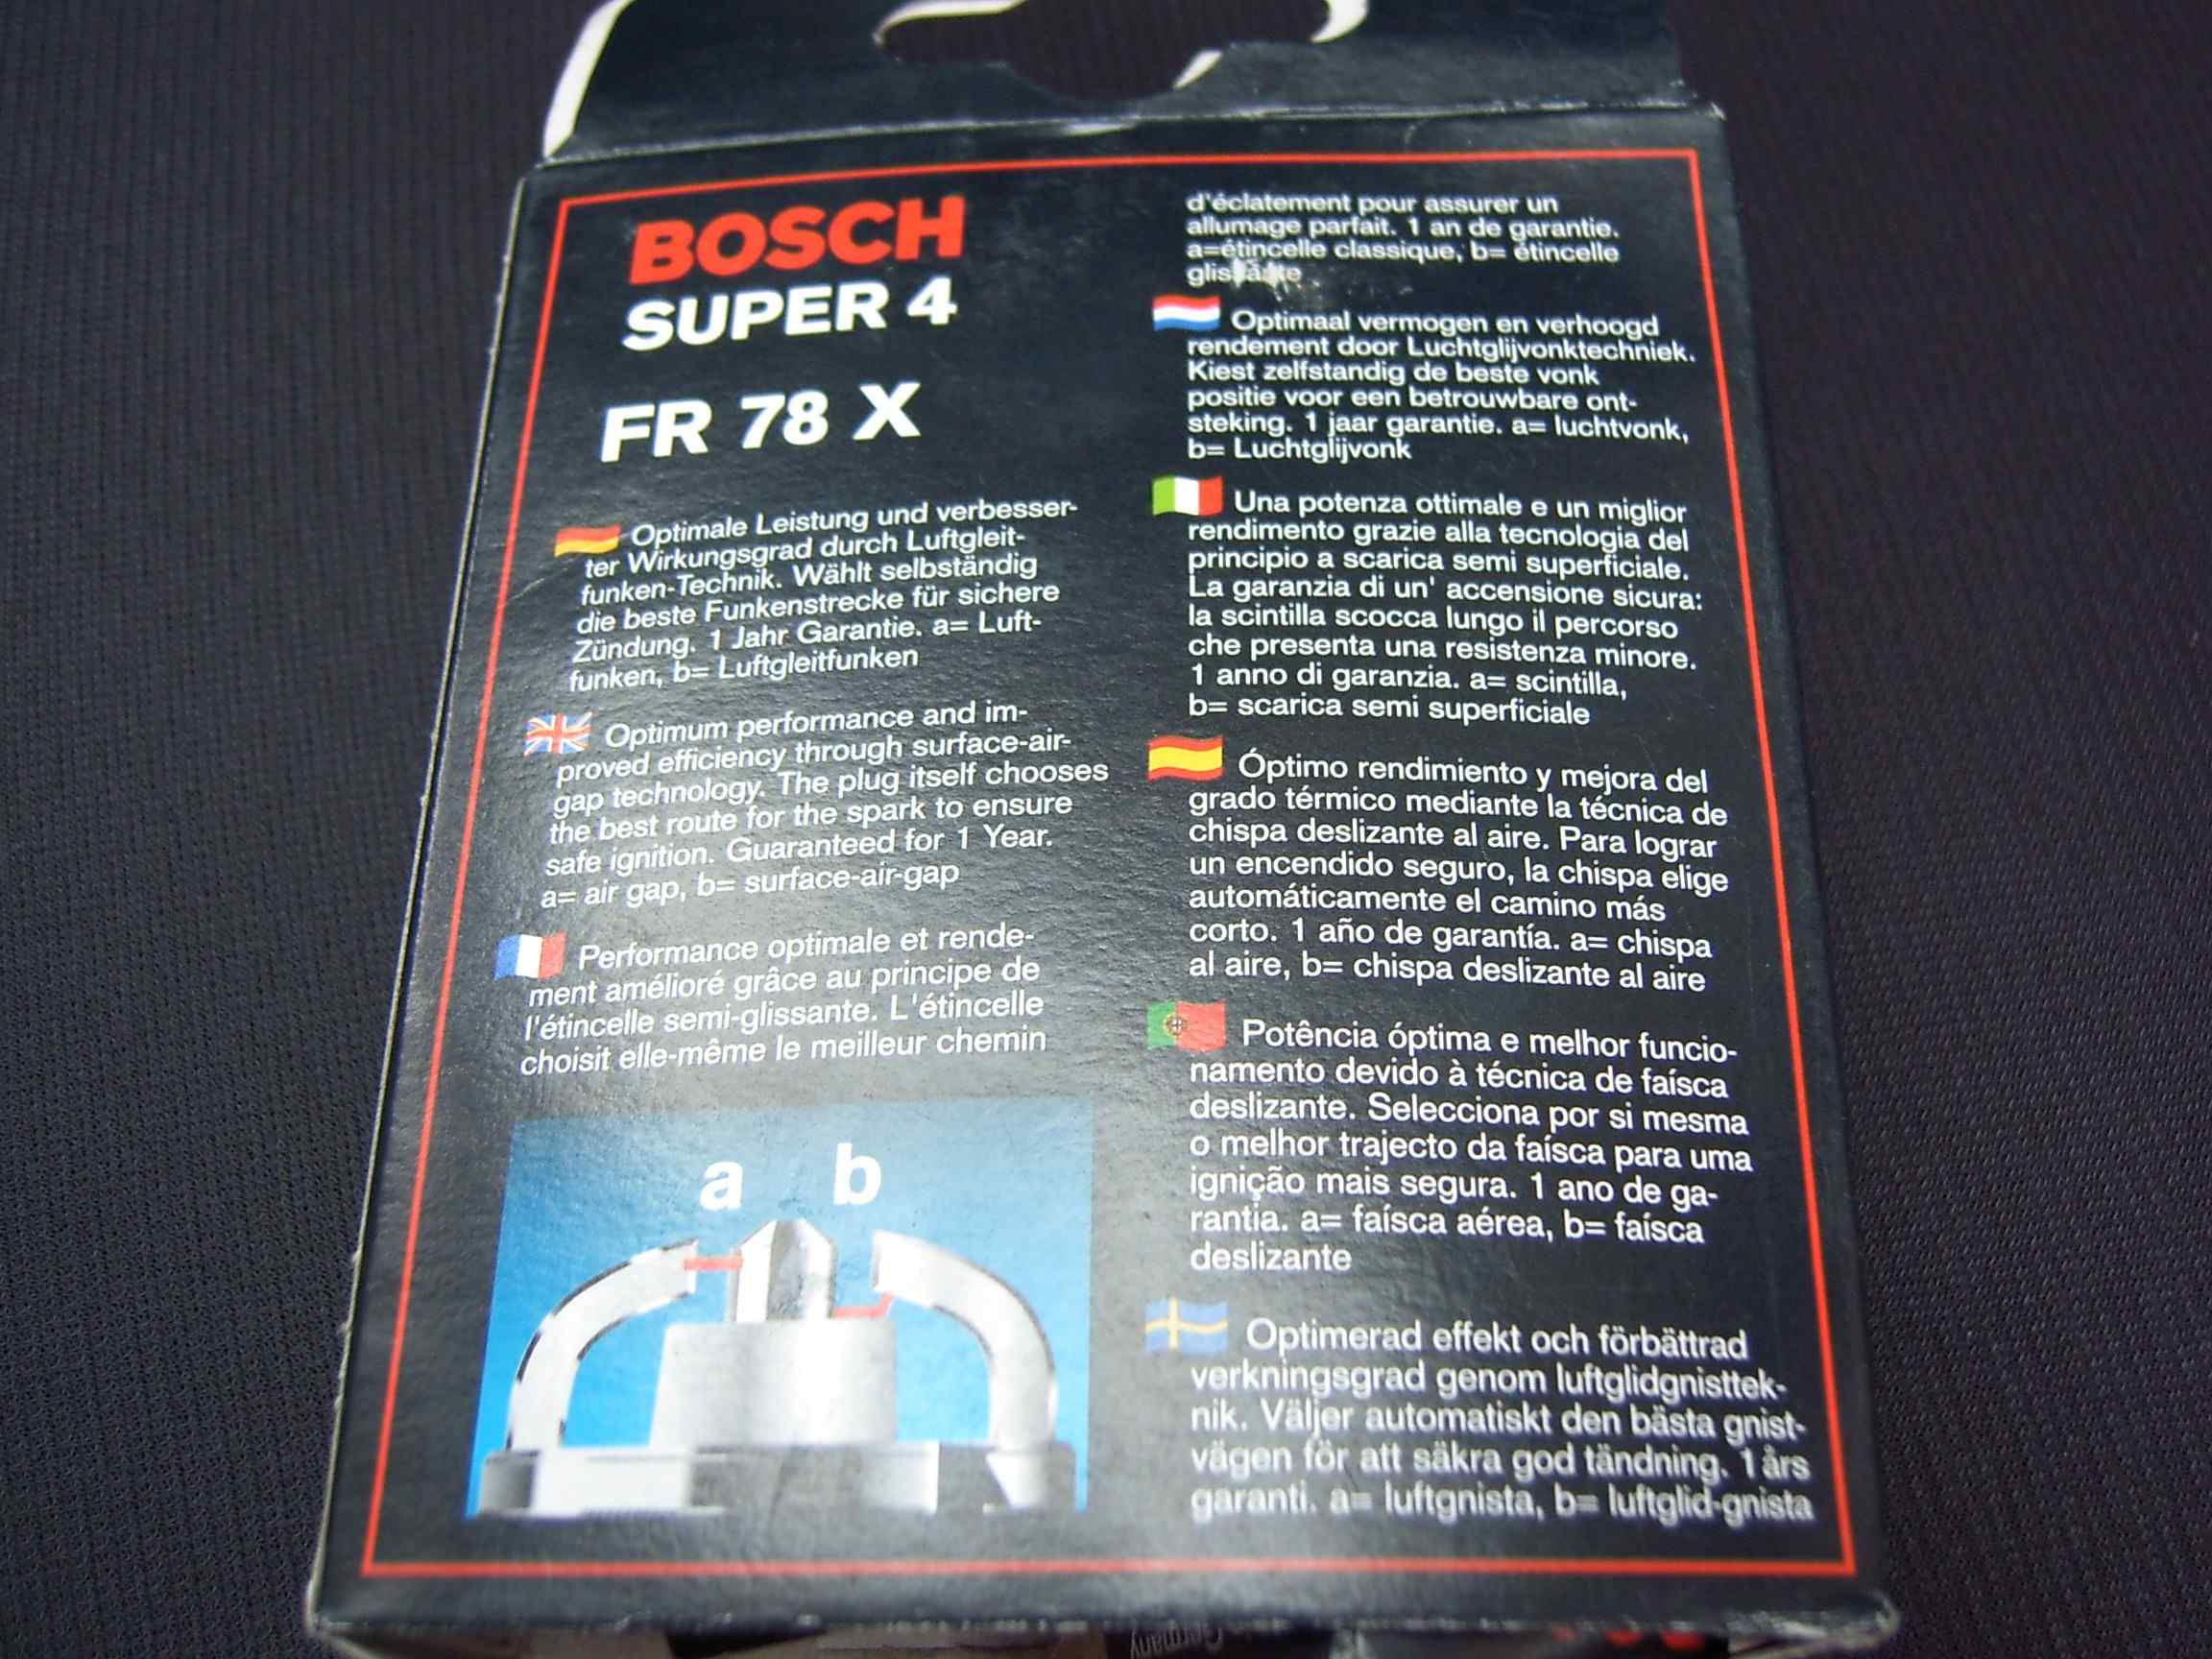 BOSCH
SUPER 4
FR 78 X
Optimale Leistung und verbesser-
ter Wirkungsgrad durch Luftgleit-
funken-Technik. Wählt selbständig
die beste Funkenstrecke für sichere
Zündung. 1 Jahr Garantie. a= Luft-
funken, b= Luftgleitfunken
Optimum performance and im-
proved efficiency through surface-air-
gap technology. The plug itself chooses
the best route for the spark to ensure
safe ignition. Guaranteed for 1 Year.
a= air gap, b= surface-air-gap
Performance optimale et rende-
ment amélioré grâce au principe de
l'étincelle semi-glissante. L'étincelle
choisit elle-même le meilleur chemin
a b
d'éclatement pour assurer un
allumage parfait. 1 an de garantie.
a=étincelle classique, b= étincelle
glissante
Optimaal vermogen en verhoogd
rendement door Luchtglijvonktechniek.
Kiest zelfstandig de beste vonk
positie voor een betrouwbare ont-
steking. 1 jaar garantie. a= luchtvonk,
b= Luchtglijvonk
Una potenza ottimale e un miglior
rendimento grazie alla tecnologia del
principio a scarica semi superficiale.
La garanzia di un' accensione sicura:
la scintilla scocca lungo il percorso
che presenta una resistenza minore.
1 anno di garanzia. a= scintilla,
b= scarica semi superficiale
Óptimo rendimiento y mejora del
grado térmico mediante la técnica de
chispa deslizante al aire. Para lograr
un encendido seguro, la chispa elige
automáticamente el camino más
corto. 1 año de garantía. a= chispa
al aire, b= chispa deslizante al aire
Potência óptima e melhor funcio-
namento devido à técnica de faísca
deslizante. Selecciona por si mesma
o melhor trajecto da faísca para uma
ignição mais segura. 1 ano de ga-
rantia. a= faísca aérea, b= faísca
deslizante
Optimerad effekt och förbättrad
verkningsgrad genom luftglidgnisttek-
nik. Väljer automatiskt den bästa gnist-
vägen för att säkra god tändning. 1 års
garanti. a= luftgnista, b= luftglid-gnista
Germany